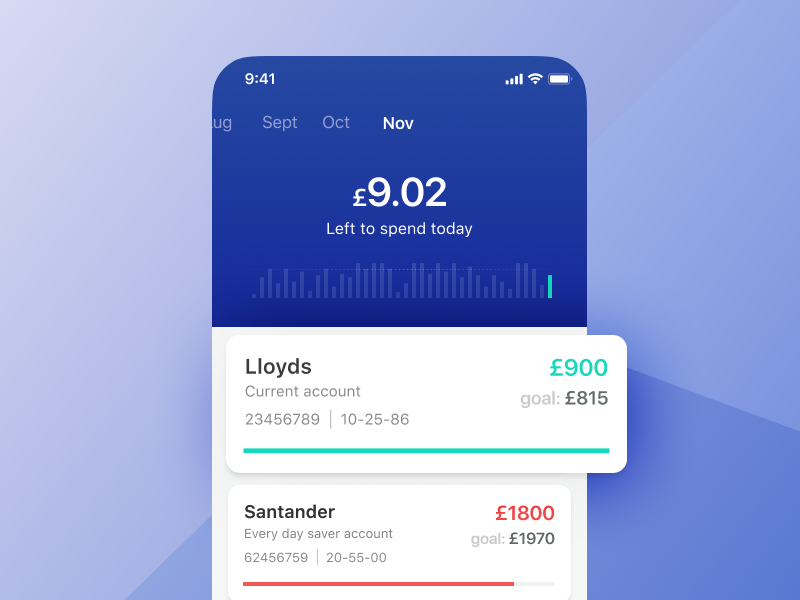 9:41
ug Sept Oct Nov
£9.02
Left to spend today
Lloyds £900
Current account goal: £815
23456789 | 10-25-86
Santander £1800
Every day saver account goal: £1970
62456759 | 20-55-00